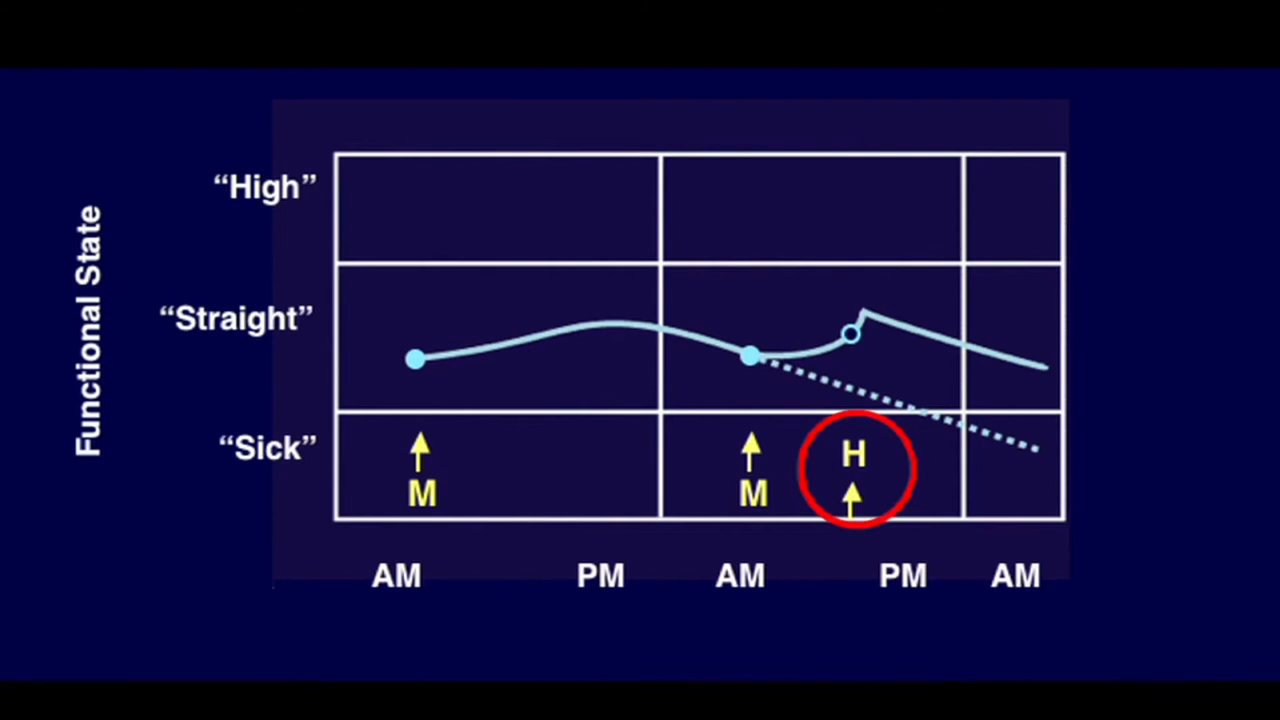 Functional State
“High”
“Straight”
“Sick”
H
M
M
AM PM AM PM AM